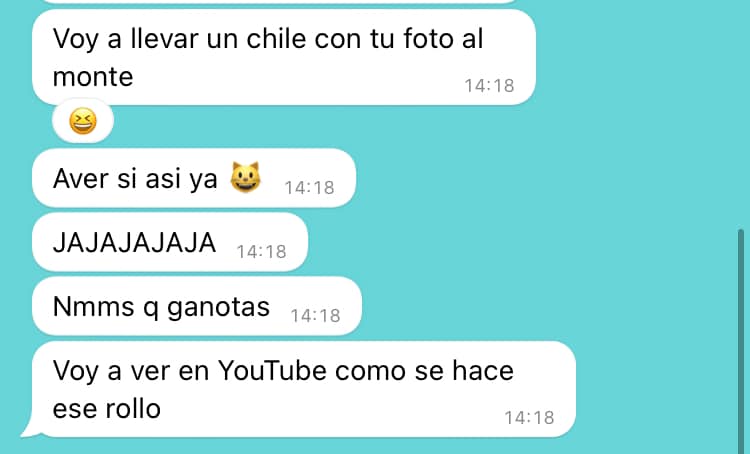 Voy a llevar un chile con tu foto al
monte
14:18
😆
Aver si asi ya 😺 14:18
JAJAJAJAJA 14:18
Nmms q ganotas 14:18
Voy a ver en YouTube como se hace
ese rollo
14:18